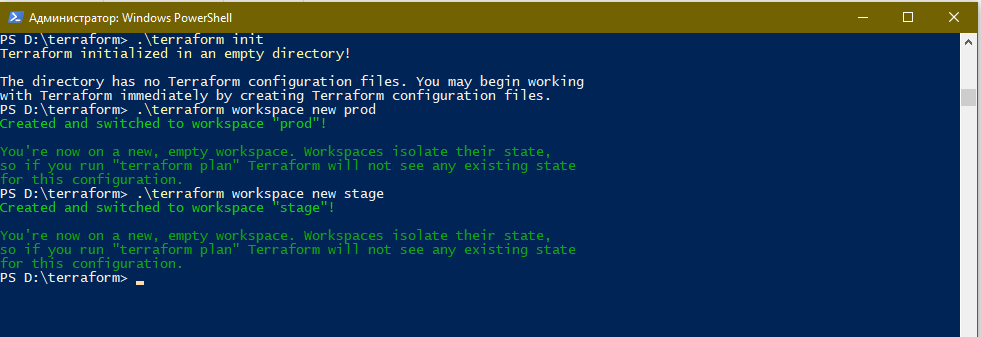 Администратор: Windows PowerShell
PS D:\terraform> .\terraform init
Terraform initialized in an empty directory!
The directory has no Terraform configuration files. You may begin working
with Terraform immediately by creating Terraform configuration files.
PS D:\terraform> .\terraform workspace new prod
Created and switched to workspace "prod"!
You're now on a new, empty workspace. Workspaces isolate their state,
so if you run "terraform plan" Terraform will not see any existing state
for this configuration.
PS D:\terraform> .\terraform workspace new stage
Created and switched to workspace "stage"!
You're now on a new, empty workspace. Workspaces isolate their state,
so if you run "terraform plan" Terraform will not see any existing state
for this configuration.
PS D:\terraform>